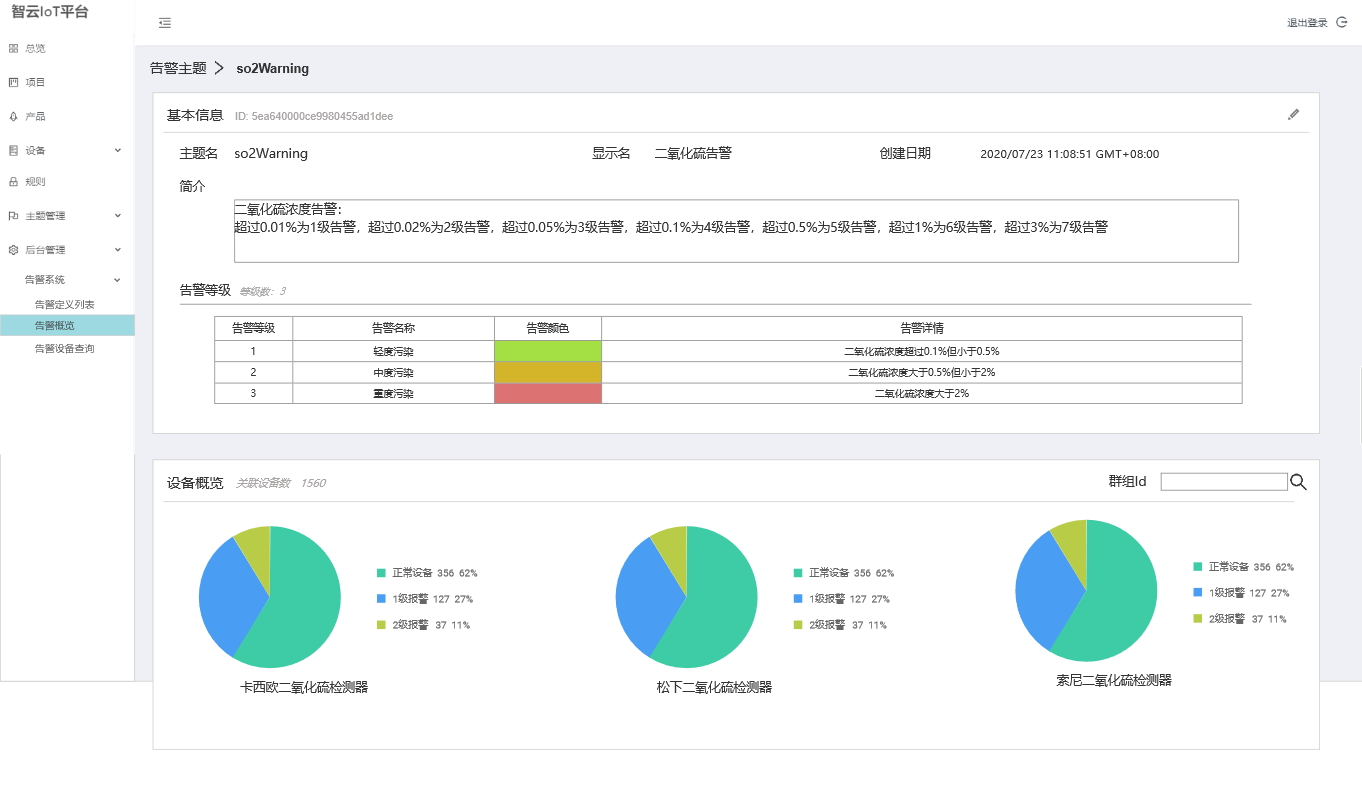 智云IoT平台
退出登录
总览
项目
产品
设备
规则
主题管理
后台管理
告警系统
告警定义列表
告警概览
告警设备查询
告警主题 > so2Warning
基本信息 ID: 5ea640000ce9980455ad1dee
主题名 so2Warning 显示名 二氧化硫告警 创建日期 2020/07/23 11:08:51 GMT+08:00
简介
二氧化硫浓度告警:
超过0.01%为1级告警，超过0.02%为2级告警，超过0.05%为3级告警，超过0.1%为4级告警，超过0.5%为5级告警，超过1%为6级告警，超过3%为7级告警
告警等级 等级数: 3
告警等级 告警名称 告警颜色 告警详情
1 轻度污染 二氧化硫浓度超过0.1%但小于0.5%
2 中度污染 二氧化硫浓度大于0.5%但小于2%
3 重度污染 二氧化硫浓度大于2%
设备概览 关联设备数 1560 群组Id
正常设备 356 62%
1级报警 127 27%
2级报警 37 11%
卡西欧二氧化硫检测器
正常设备 356 62%
1级报警 127 27%
2级报警 37 11%
松下二氧化硫检测器
正常设备 356 62%
1级报警 127 27%
2级报警 37 11%
索尼二氧化硫检测器